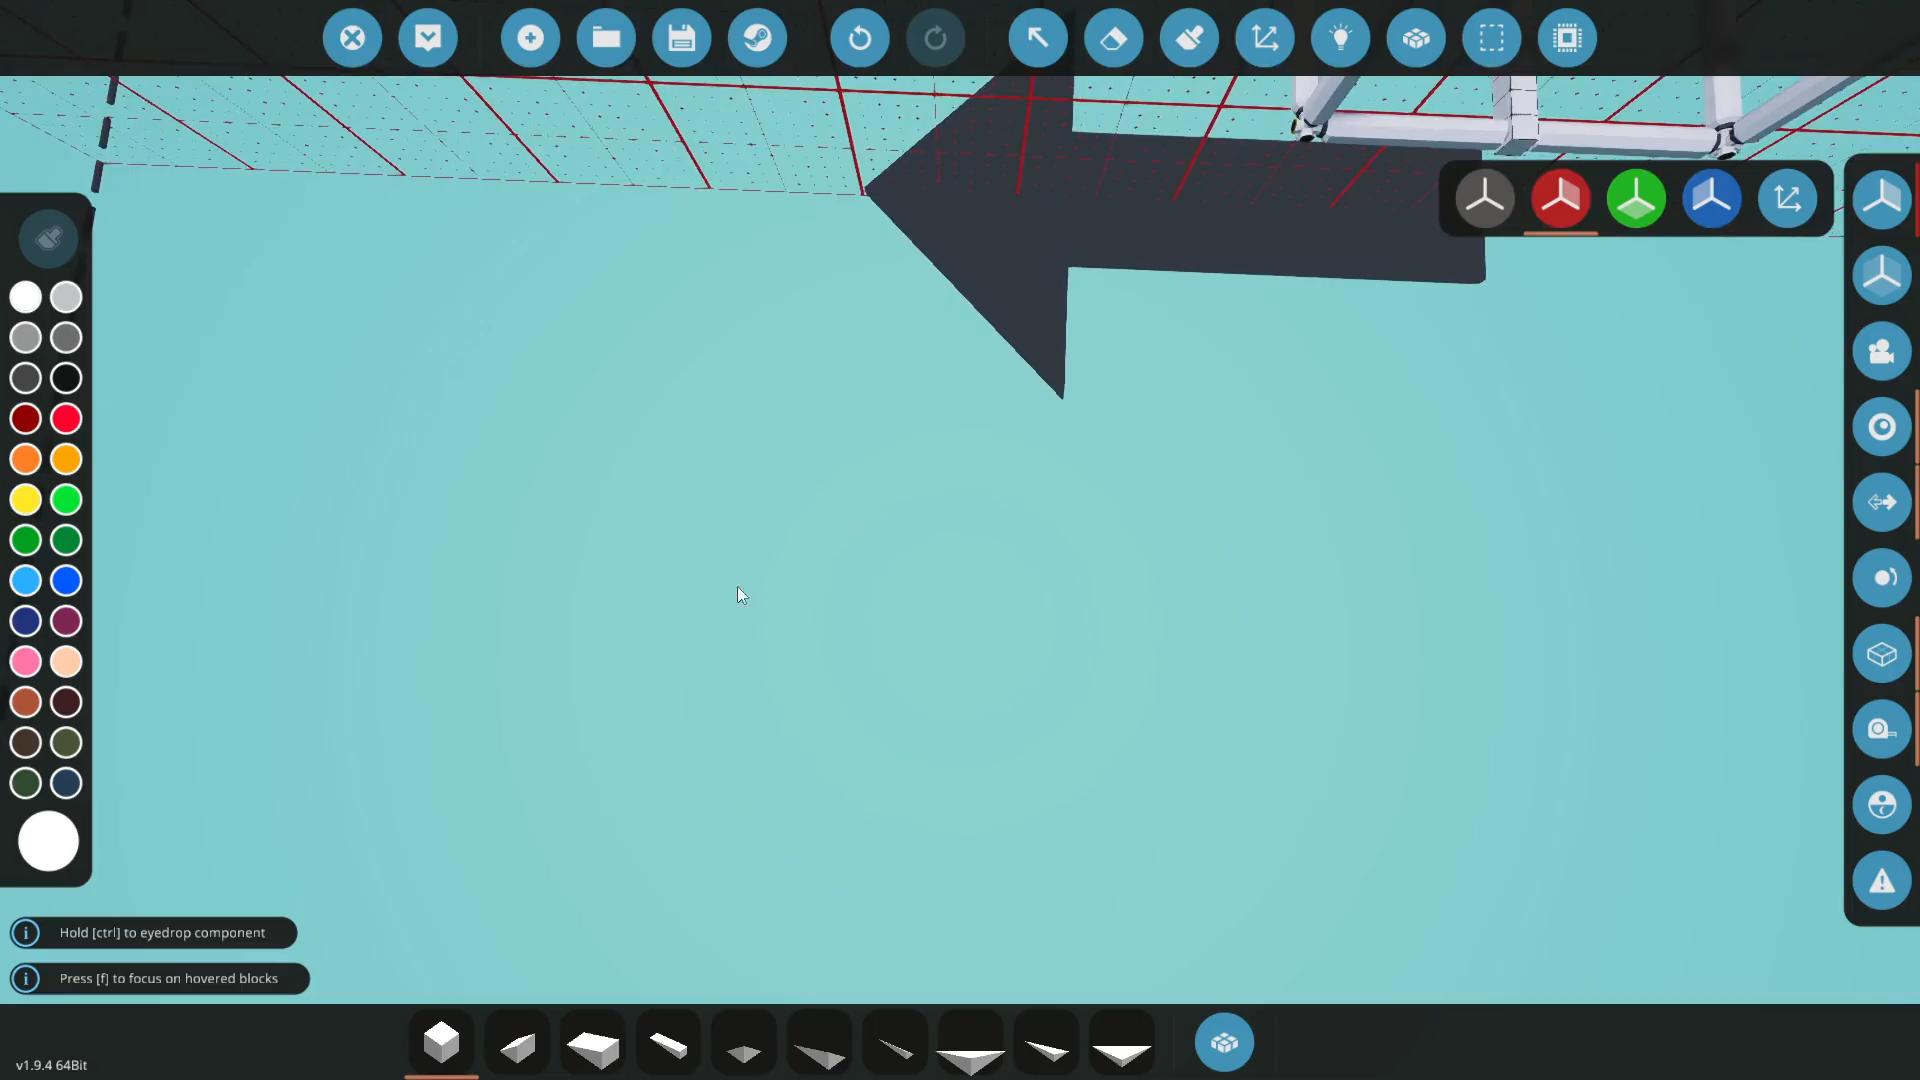 Hold [ctrl] to eyedrop component
Press [f] to focus on hovered blocks
v1.9.4 64Bit